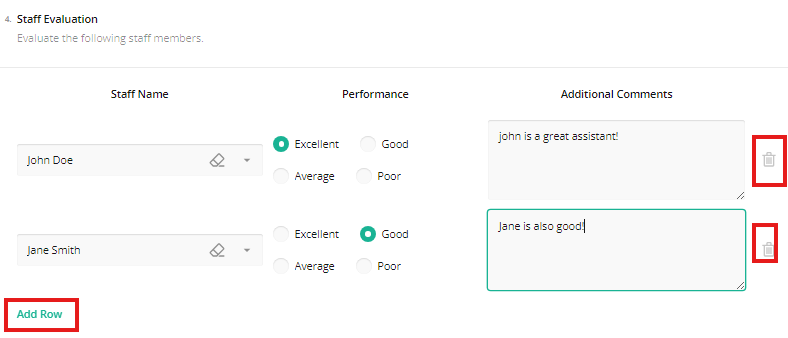 4. Staff Evaluation
Evaluate the following staff members.
Staff Name Performance Additional Comments
John Doe
Excellent Good
Average Poor
john is a great assistant!
Jane Smith
Excellent Good
Average Poor
Jane is also good!
Add Row